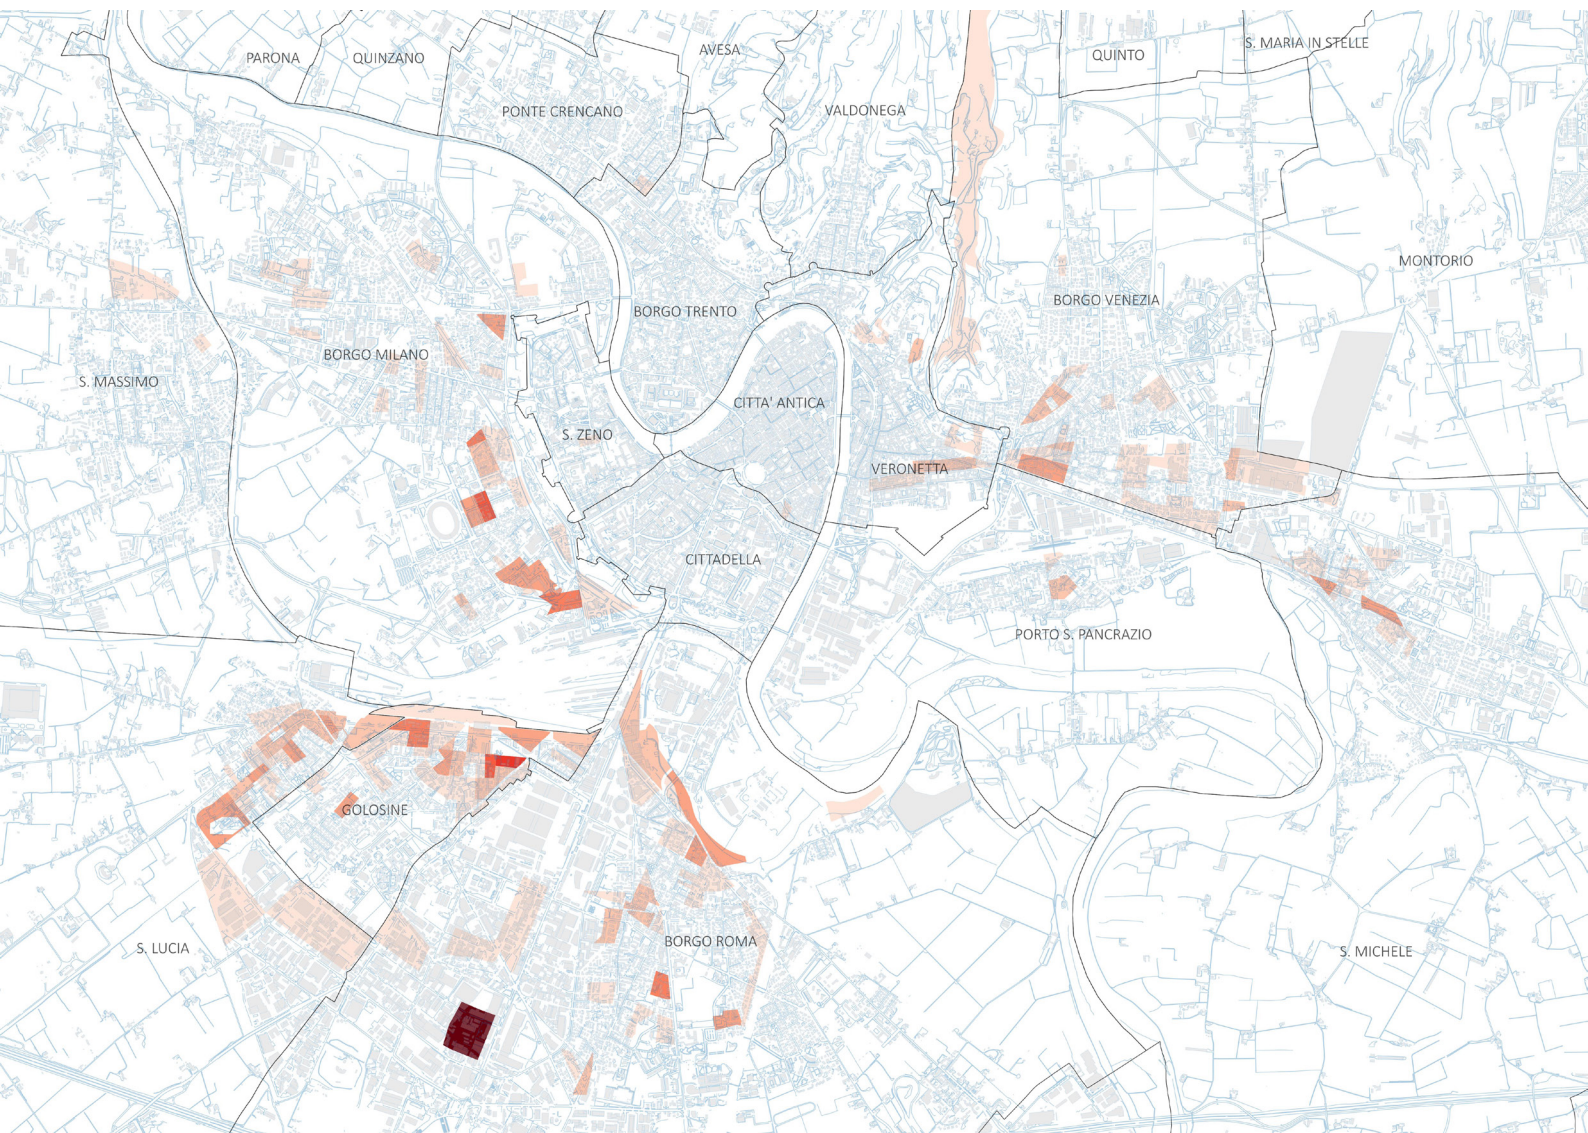 S. MARIA IN STELLE
AVESA
PARONA
QUINZANO
QUINTO
PONTE CRENCANO
VALDONEGA
MONTORIO
BORGO VENEZIA
BORGO TRENTO
BORGO MILANO
S. MASSIMO
CITTA' ANTICA
S. ZENO
VERONETTA
CITTADELLA
PORTO S. PANCRAZIO
GOLOSINE
BORGO ROMA
S. LUCIA
S. MICHELE